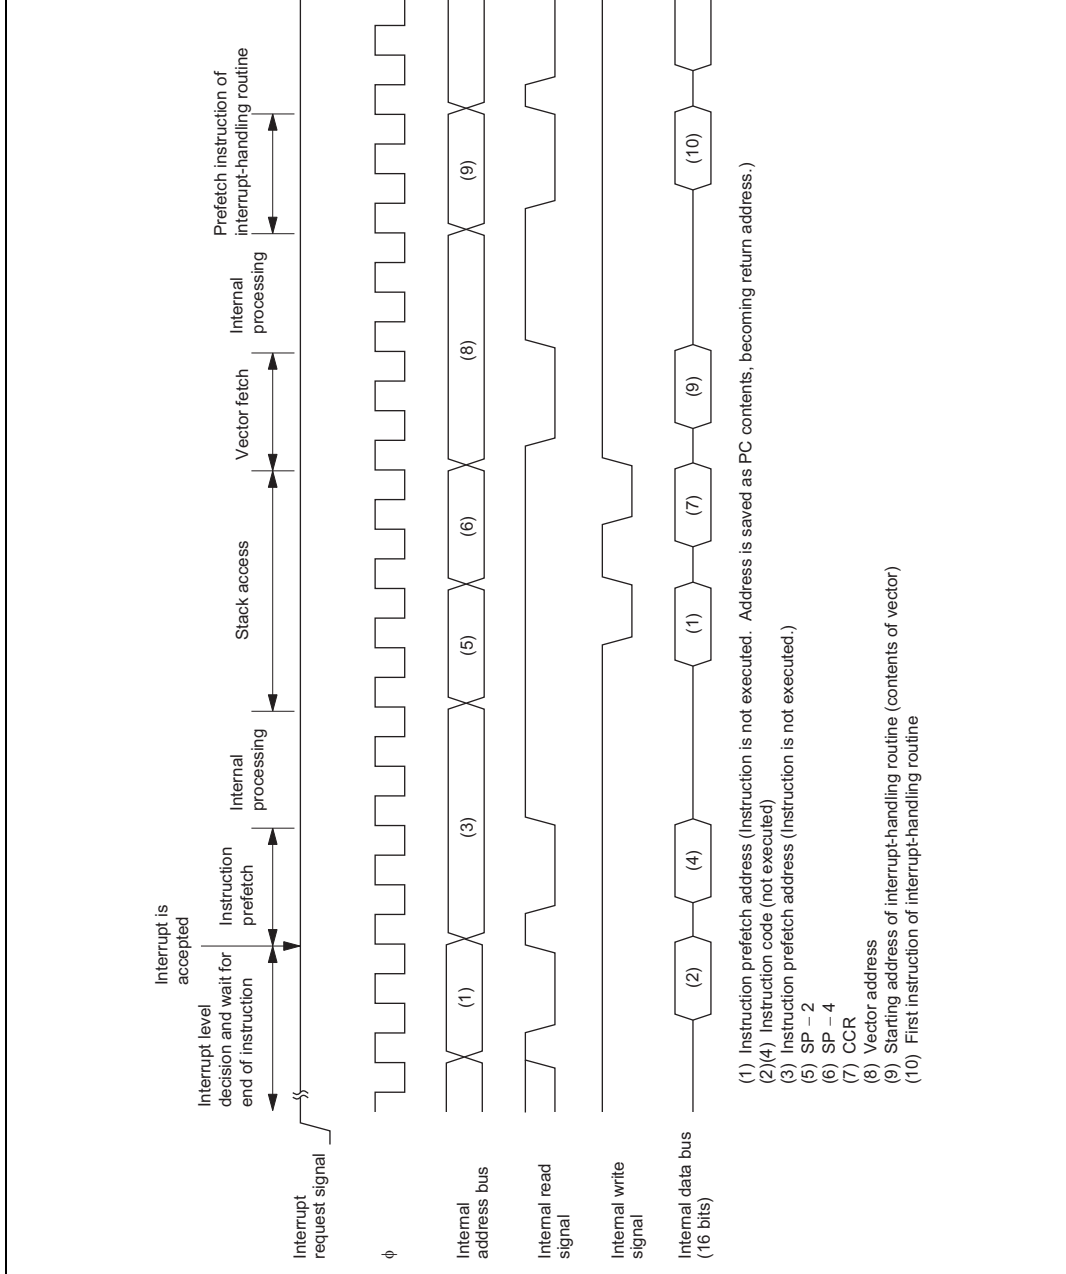 Interrupt is
accepted
Interrupt level
decision and wait for
end of instruction
Instruction
prefetch
Internal
processing
Stack access
Vector fetch
Internal
processing
Prefetch instruction of
interrupt-handling routine
Interrupt
request signal
φ
Internal
address bus
(1)
(3)
(5)
(6)
(8)
(9)
Internal read
signal
Internal write
signal
Internal data bus
(16 bits)
(2)
(4)
(1)
(7)
(9)
(10)
(1) Instruction prefetch address (Instruction is not executed. Address is saved as PC contents, becoming return address.)
(2)(4) Instruction code (not executed)
(3) Instruction prefetch address (Instruction is not executed.)
(5) SP – 2
(6) SP – 4
(7) CCR
(8) Vector address
(9) Starting address of interrupt-handling routine (contents of vector)
(10) First instruction of interrupt-handling routine